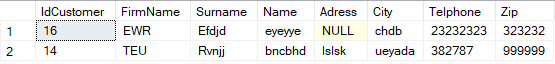 IdCustomer FirmName Surname Name Adress City Telphone Zip
1 16 EWR Efdjd eyeyye NULL chdb 23232323 323232
2 14 TEU Rvnjj bncbhd lslsk ueyada 382787 999999